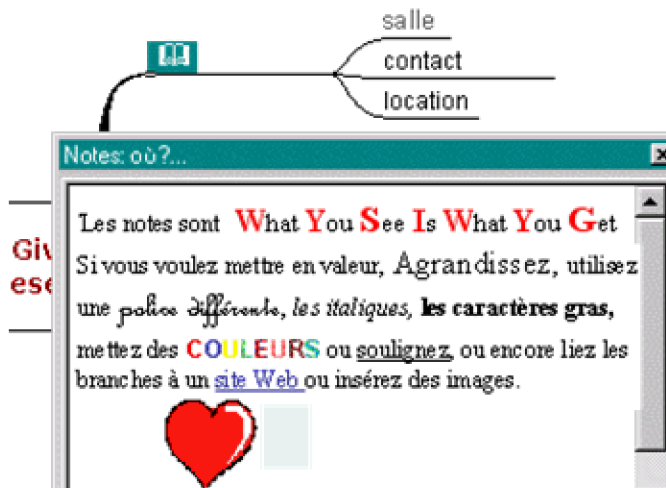 salle
contact
location
Notes: où?...
Giv
ese
Les notes sont What You See Is What You Get
Si vous voulez mettre en valeur, Agrandissez, utilisez
une police différente, les italiques, les caractères gras,
mettez des COULEURS ou soulignez, ou encore liez les
branches à un site Web ou insérez des images.